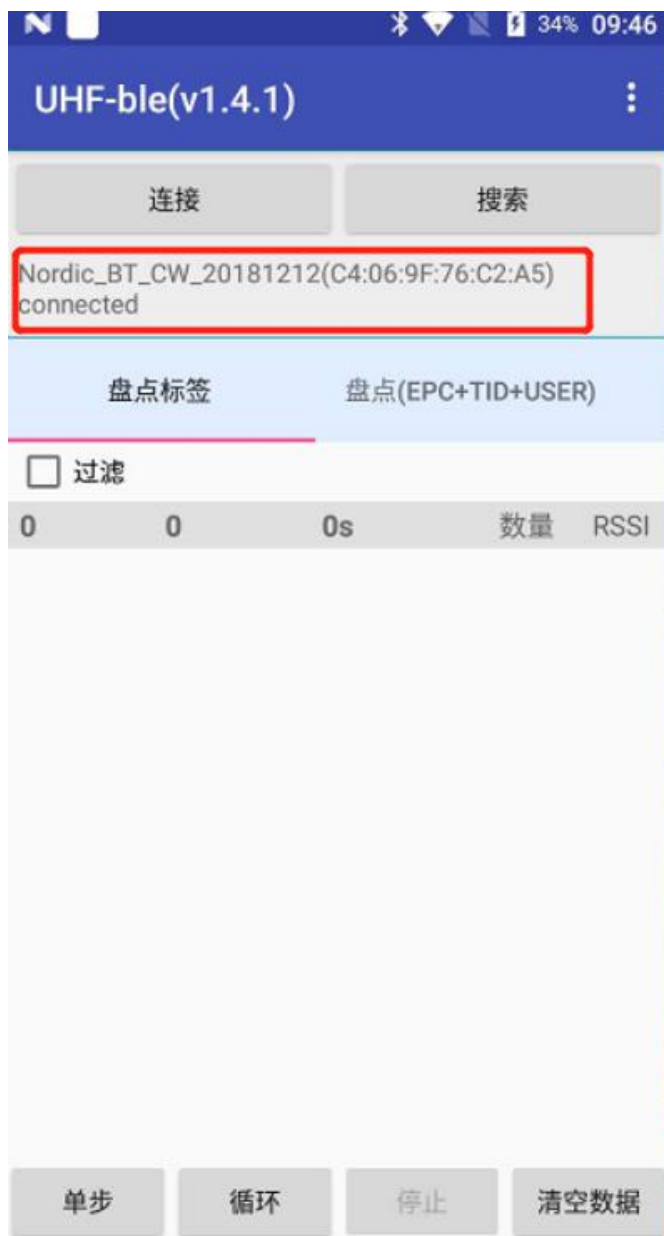 34% 09:46
UHF-ble(v1.4.1)
连接 搜索
Nordic_BT_CW_20181212(C4:06:9F:76:C2:A5)
connected
盘点标签 盘点(EPC+TID+USER)
过滤
0 0 0s 数量 RSSI
单步 循环 停止 清空数据